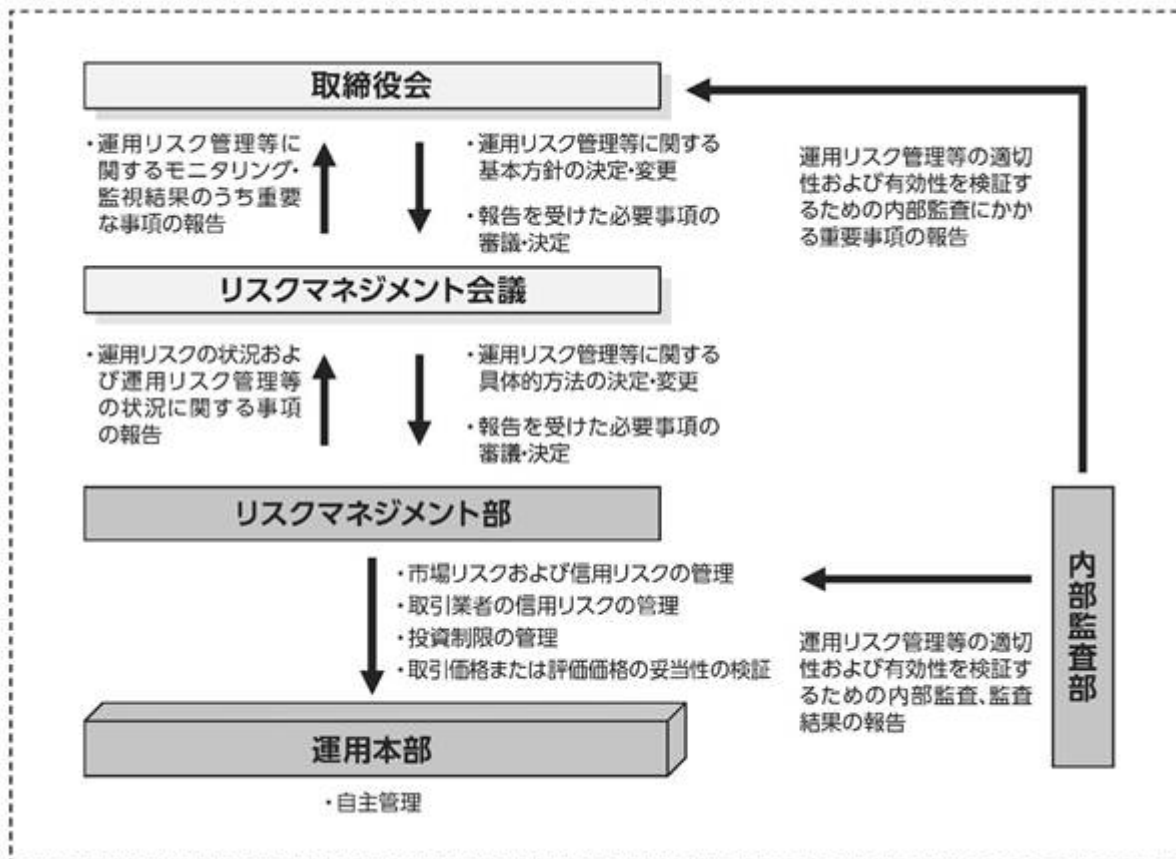 取締役会
・運用リスク管理等に
関するモニタリング・
監視結果のうち重要
な事項の報告
・運用リスク管理等に関する
基本方針の決定・変更
・報告を受けた必要事項の
審議・決定
運用リスク管理等の適切
性および有効性を検証す
るための内部監査にかか
る重要事項の報告
リスクマネジメント会議
・運用リスクの状況およ
び運用リスク管理等
の状況に関する事項
の報告
・運用リスク管理等に関する
具体的方法の決定・変更
・報告を受けた必要事項の
審議・決定
リスクマネジメント部
・市場リスクおよび信用リスクの管理
・取引業者の信用リスクの管理
・投資制限の管理
・取引価格または評価価格の妥当性の検証
内部監査部
運用リスク管理等の適切
性および有効性を検証す
るための内部監査、監査
結果の報告
運用本部
・自主管理